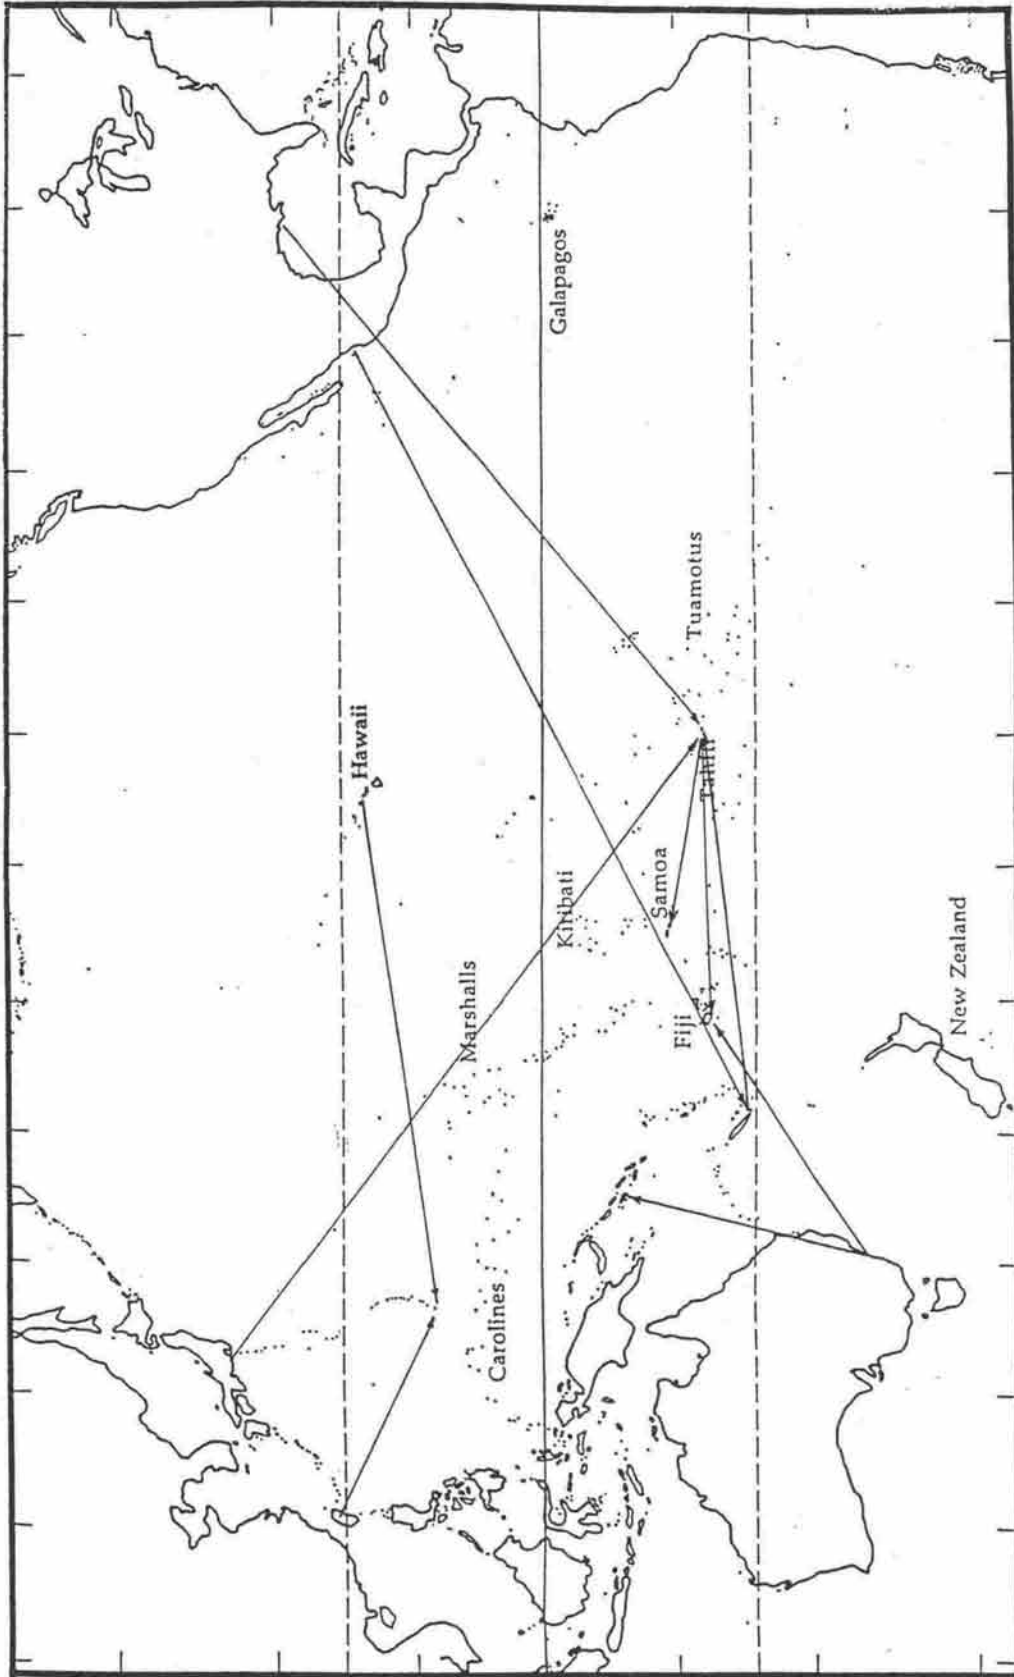 Hawaii
Galapagos
Tuamotus
Tahiti
Samoa
Kiribati
Marshalls
Fiji
New Zealand
Carolines